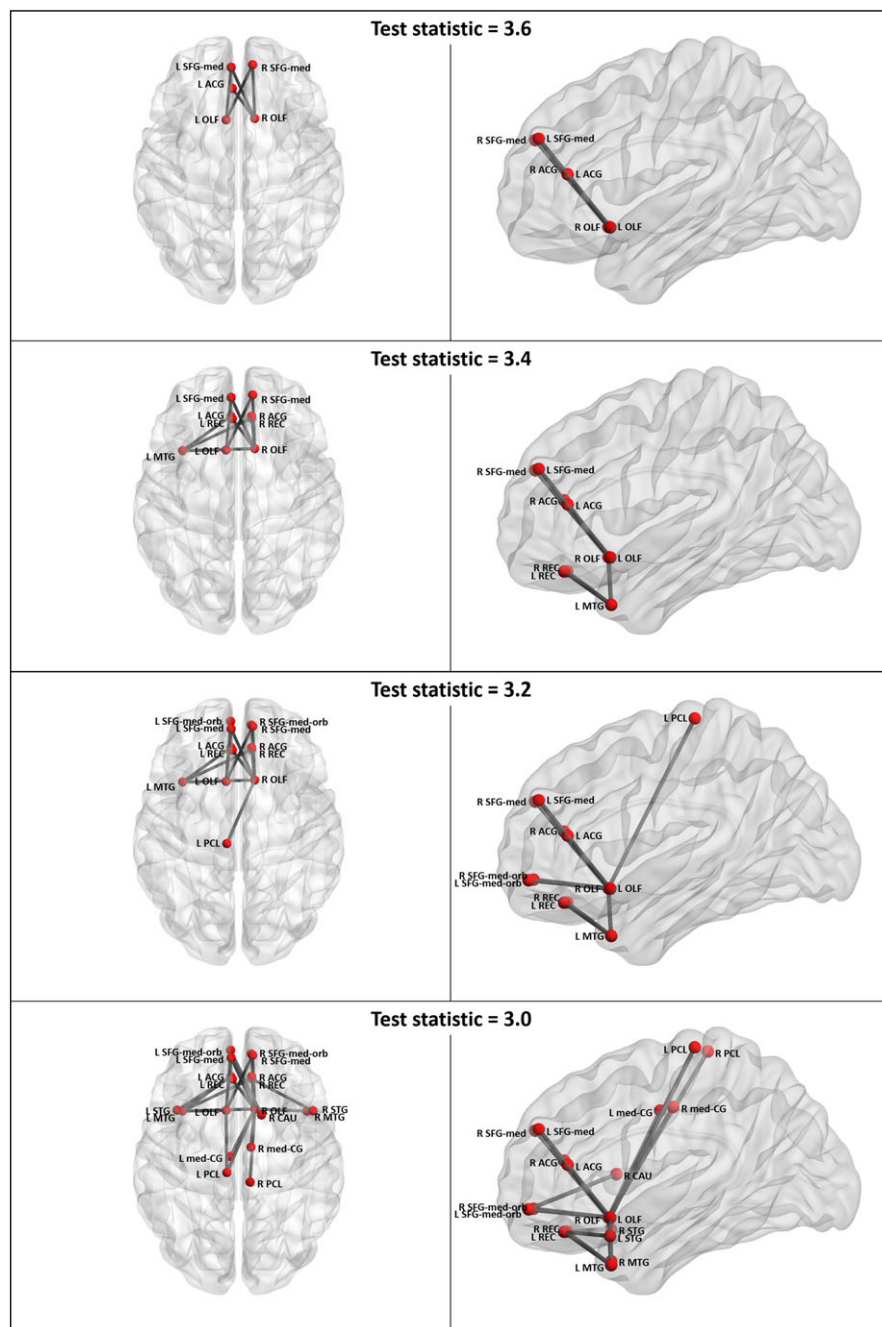 Test statistic = 3.6
L SFG-med
R SFG-med
L ACG
L OLF
R OLF
R SFG-med
L SFG-med
R ACG
L ACG
R OLF
L OLF
Test statistic = 3.4
L SFG-med
R SFG-med
L ACG
R ACG
L REC
R REC
L MTG
L OLF
R OLF
R SFG-med
L SFG-med
R ACG
L ACG
R OLF
L OLF
R REC
L REC
L MTG
Test statistic = 3.2
L SFG-med-orb
R SFG-med-orb
L SFG-med
R SFG-med
L ACG
R ACG
L REC
R REC
L MTG
L OLF
R OLF
L PCL
L PCL
R SFG-med
L SFG-med
R ACG
L ACG
R SFG-med-orb
L SFG-med-orb
R OLF
L OLF
R REC
L REC
L MTG
Test statistic = 3.0
L SFG-med-orb
R SFG-med-orb
L SFG-med
R SFG-med
L ACG
R ACG
L REC
R REC
L STG
L OLF
R OLF
R STG
L MTG
R CAU
R MTG
L med-CG
R med-CG
L PCL
R PCL
L PCL
R PCL
L med-CG
R med-CG
R SFG-med
L SFG-med
R ACG
L ACG
R CAU
R SFG-med-orb
L SFG-med-orb
R OLF
L OLF
R REC
R STG
L REC
L STG
L MTG
R MTG